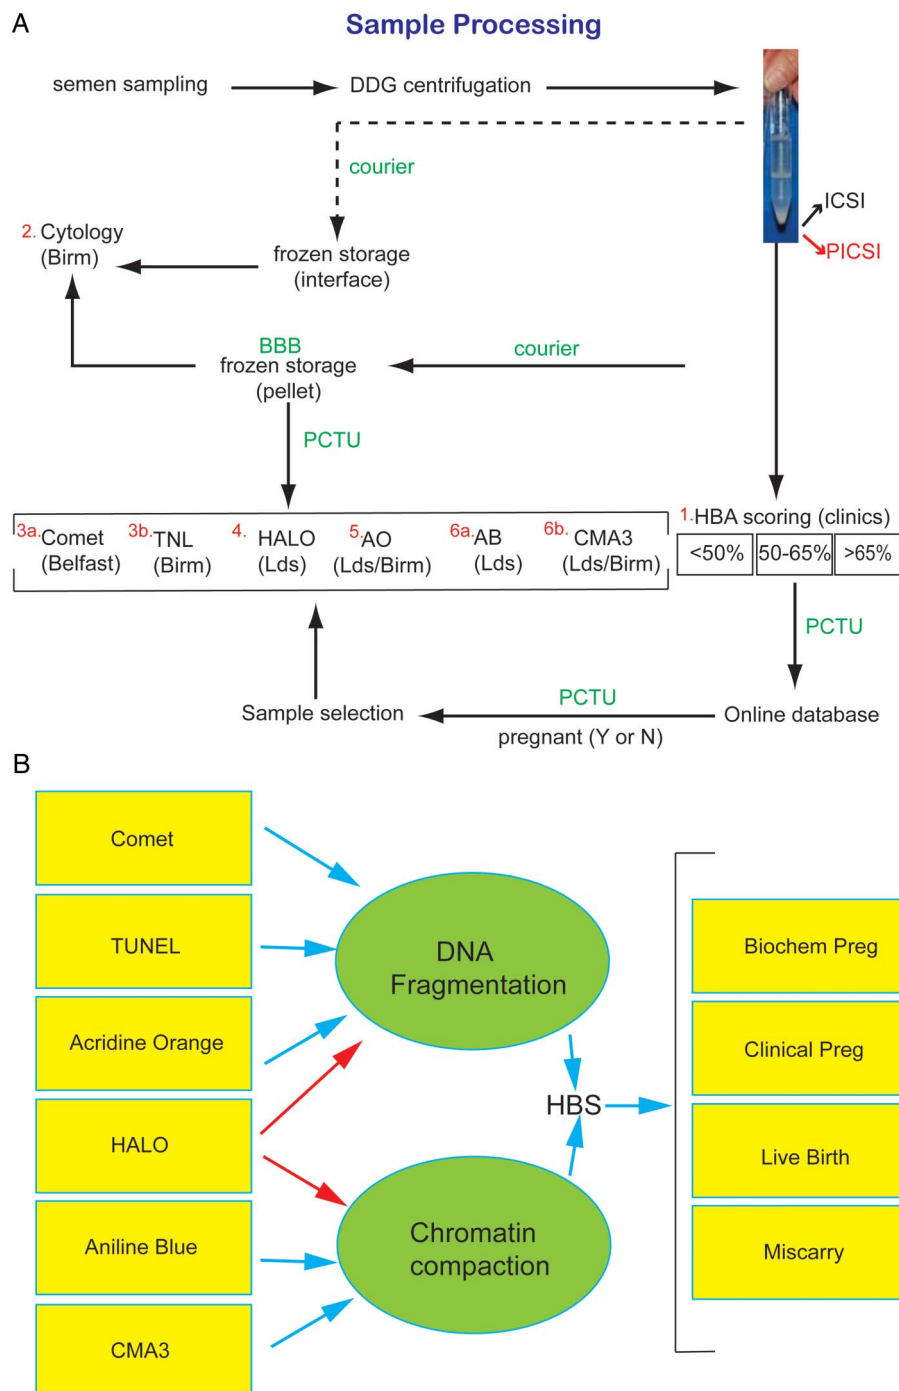 A
Sample Processing
semen sampling
DDG centrifugation
courier
ICSI
PICSI
2. Cytology
(Birm)
frozen storage
(interface)
BBB
frozen storage
(pellet)
courier
PCTU
3a. Comet
(Belfast)
3b. TNL
(Birm)
4. HALO
(Lds)
5. AO
(Lds/Birm)
6a. AB
(Lds)
6b. CMA3
(Lds/Birm)
1. HBA scoring (clinics)
<50%
50-65%
>65%
PCTU
Sample selection
PCTU
pregnant (Y or N)
Online database
B
Comet
TUNEL
Acridine Orange
HALO
Aniline Blue
CMA3
DNA
Fragmentation
Chromatin
compaction
HBS
Biochem Preg
Clinical Preg
Live Birth
Miscarry